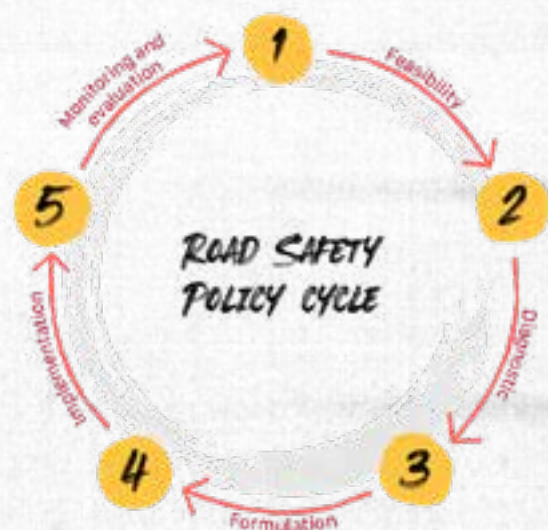 1
Feasibility
2
Diagnostic
3
Formulation
4
Implementation
5
Monitoring and
evaluation
ROAD SAFETY
POLICY CYCLE